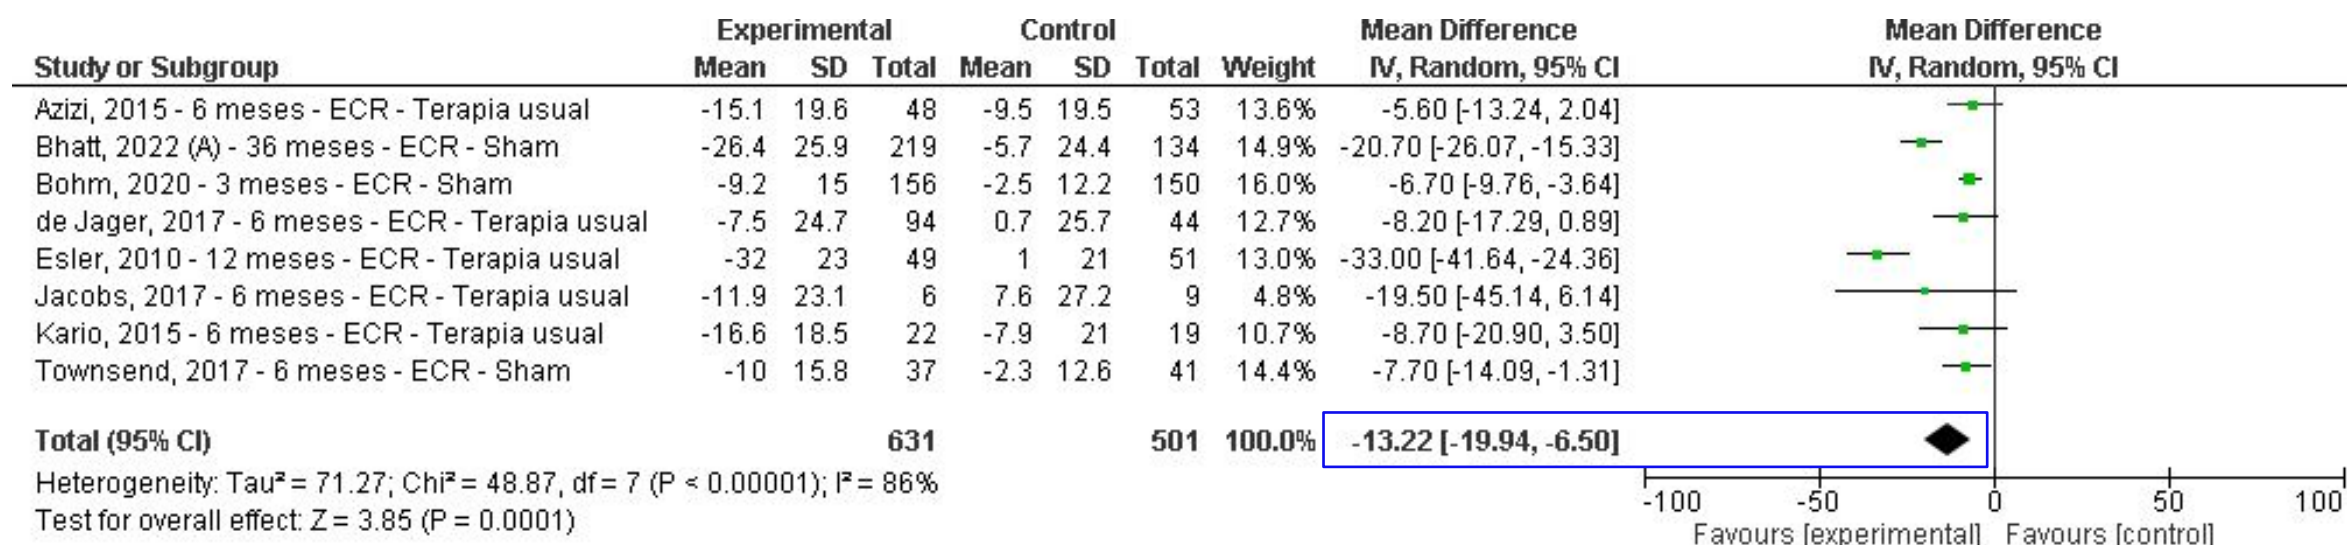 Experimental Control Mean Difference Mean Difference
Study or Subgroup Mean SD Total Mean SD Total Weight IV, Random, 95% CI IV, Random, 95% CI
Azizi, 2015 - 6 meses - ECR - Terapia usual -15.1 19.6 48 -9.5 19.5 53 13.6% -5.60 [-13.24, 2.04]
Bhatt, 2022 (A) - 36 meses - ECR - Sham -26.4 25.9 219 -5.7 24.4 134 14.9% -20.70 [-26.07, -15.33]
Bohm, 2020 - 3 meses - ECR - Sham -9.2 15 156 -2.5 12.2 150 16.0% -6.70 [-9.76, -3.64]
de Jager, 2017 - 6 meses - ECR - Terapia usual -7.5 24.7 94 0.7 25.7 44 12.7% -8.20 [-17.29, 0.89]
Esler, 2010 - 12 meses - ECR - Terapia usual -32 23 49 1 21 51 13.0% -33.00 [-41.64, -24.36]
Jacobs, 2017 - 6 meses - ECR - Terapia usual -11.9 23.1 6 7.6 27.2 9 4.8% -19.50 [-45.14, 6.14]
Kario, 2015 - 6 meses - ECR - Terapia usual -16.6 18.5 22 -7.9 21 19 10.7% -8.70 [-20.90, 3.50]
Townsend, 2017 - 6 meses - ECR - Sham -10 15.8 37 -2.3 12.6 41 14.4% -7.70 [-14.09, -1.31]
Total (95% CI) 631 501 100.0% -13.22 [-19.94, -6.50]
Heterogeneity: Tau² = 71.27; Chi² = 48.87, df = 7 (P < 0.00001); I² = 86%
Test for overall effect: Z = 3.85 (P = 0.0001)
-100 -50 0 50 100
Favours [experimental] Favours [control]